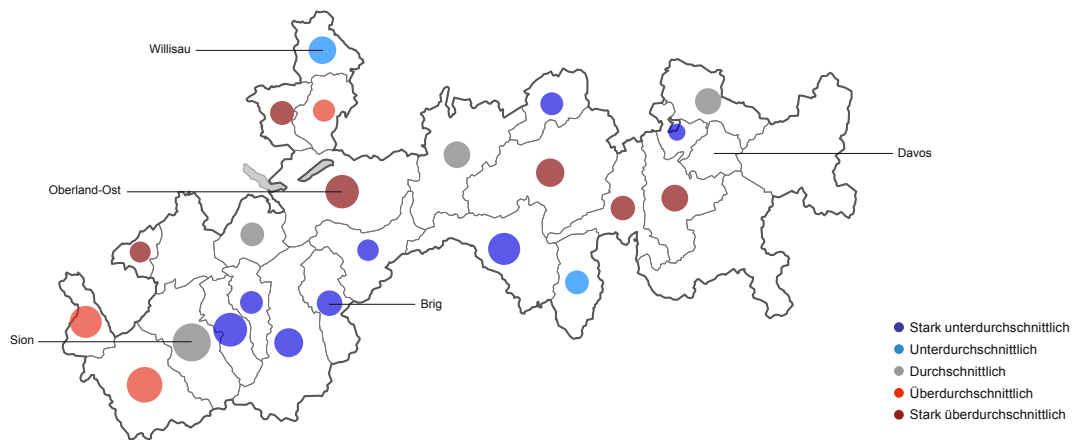 Willisau
Davos
Oberland-Ost
Brig
Sion
Stark unterdurchschnittlich
Unterdurchschnittlich
Durchschnittlich
Überdurchschnittlich
Stark überdurchschnittlich